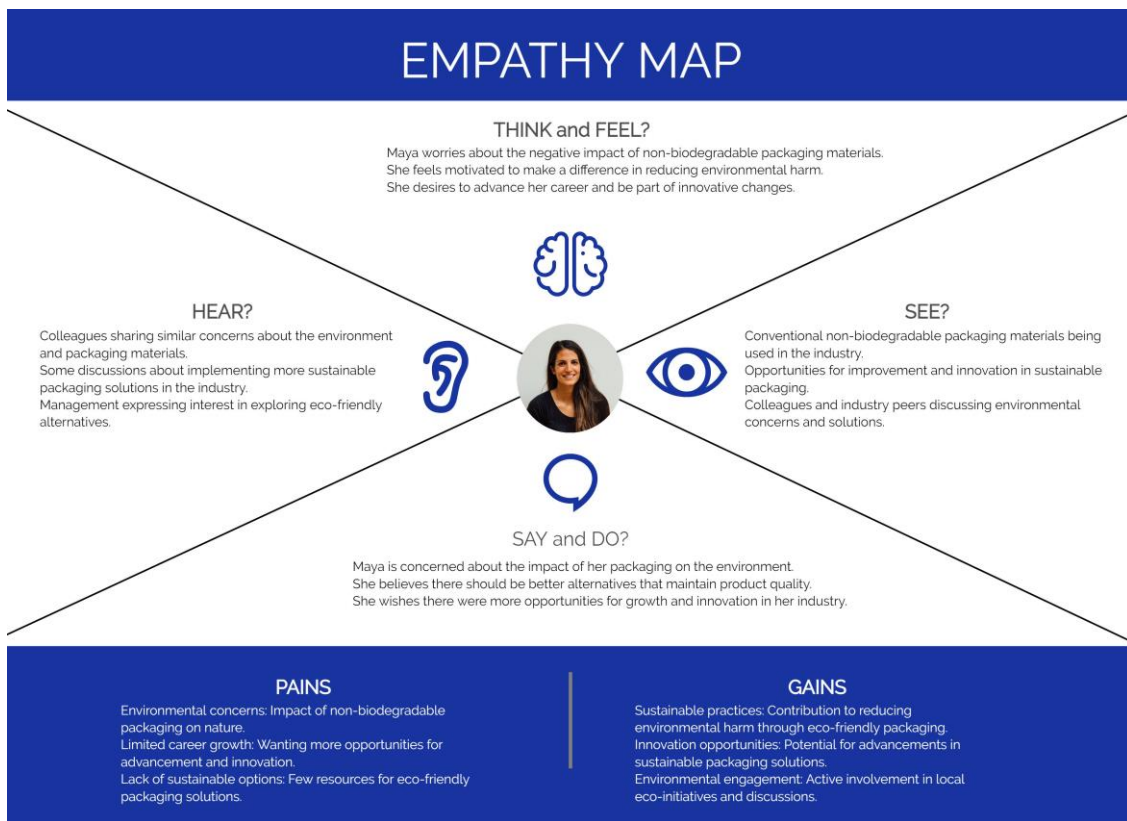 EMPATHY MAP
THINK and FEEL?
Maya worries about the negative impact of non-biodegradable packaging materials.
She feels motivated to make a difference in reducing environmental harm.
She desires to advance her career and be part of innovative changes.
HEAR?
Colleagues sharing similar concerns about the environment
and packaging materials.
Some discussions about implementing more sustainable
packaging solutions in the industry.
Management expressing interest in exploring eco-friendly
alternatives.
SEE?
Conventional non-biodegradable packaging materials being
used in the industry.
Opportunities for improvement and innovation in sustainable
packaging.
Colleagues and industry peers discussing environmental
concerns and solutions.
SAY and DO?
Maya is concerned about the impact of her packaging on the environment.
She believes there should be better alternatives that maintain product quality.
She wishes there were more opportunities for growth and innovation in her industry.
PAINS
Environmental concerns: Impact of non-biodegradable
packaging on nature.
Limited career growth: Wanting more opportunities for
advancement and innovation.
Lack of sustainable options: Few resources for eco-friendly
packaging solutions.
GAINS
Sustainable practices: Contribution to reducing
environmental harm through eco-friendly packaging.
Innovation opportunities: Potential for advancements in
sustainable packaging solutions.
Environmental engagement: Active involvement in local
eco-initiatives and discussions.